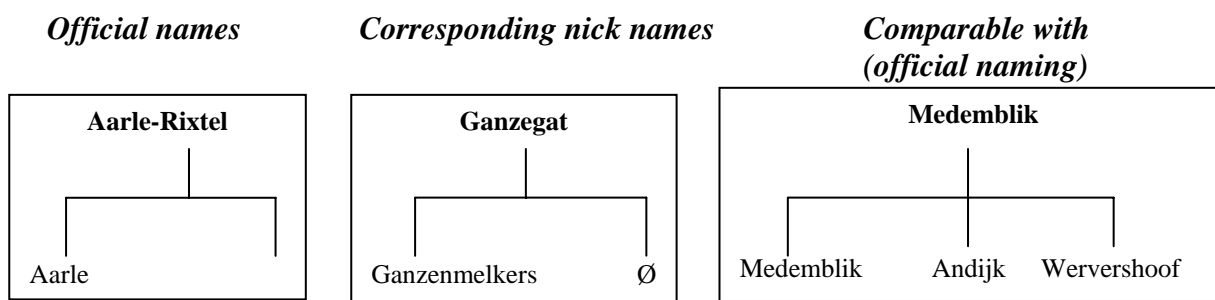 Official names Corresponding nick names Comparable with
(official naming)
Aarle-Rixtel Ganzegat Medemblik
Aarle Ganzenmelkers Ø Medemblik Andijk Wervershoof